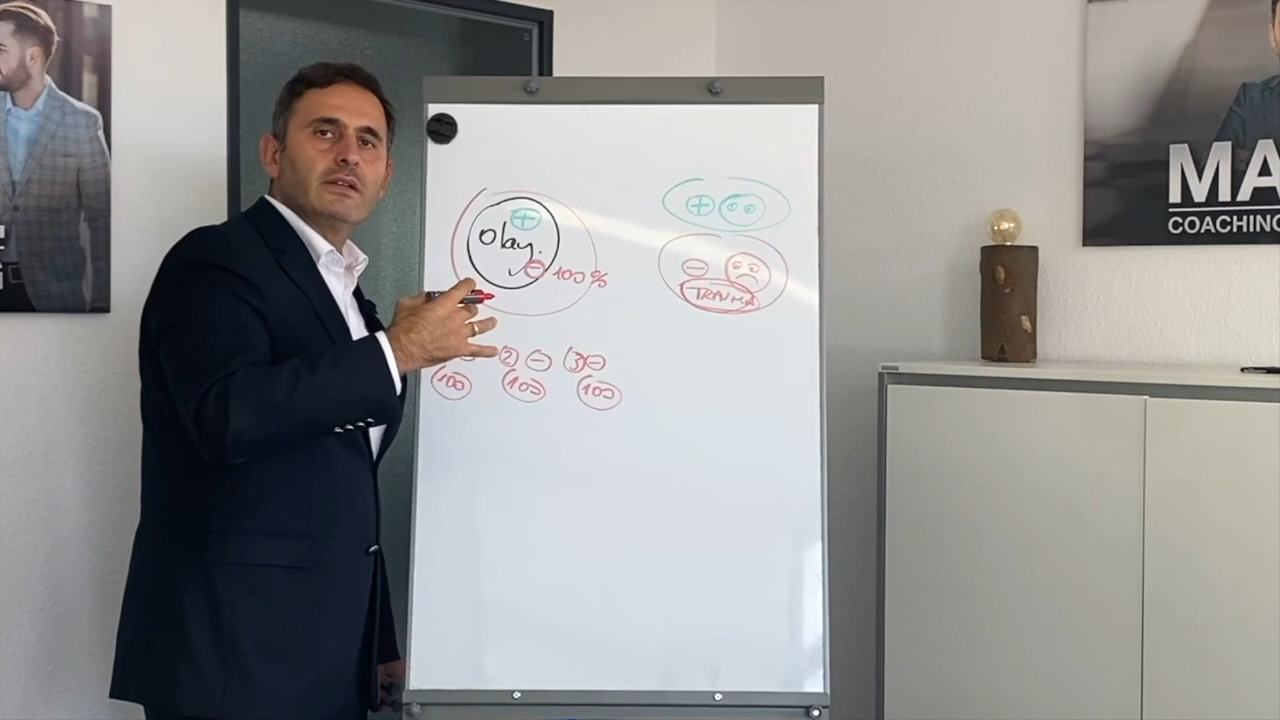 +
olay.
- 100%
+
-
TRAVMA
2 - 3 -
100 100 100
MA
COACHING